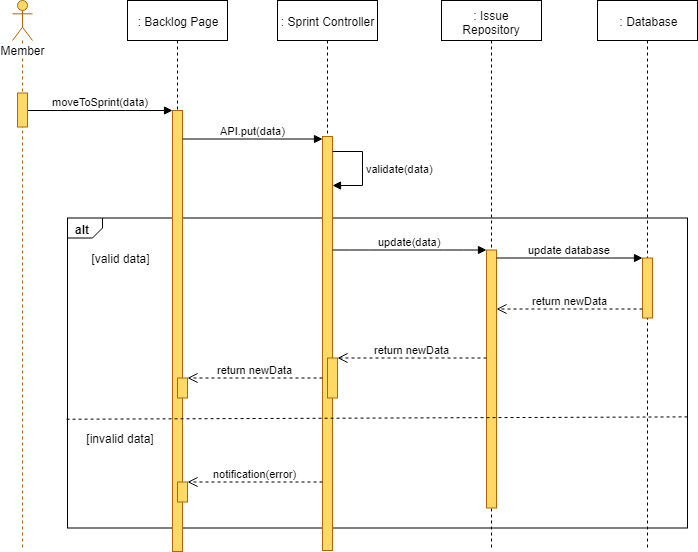 : Backlog Page
: Sprint Controller
: Issue
Repository
: Database
Member
moveToSprint(data)
API.put(data)
validate(data)
alt
update(data)
update database
[valid data]
return newData
return newData
return newData
[invalid data]
notification(error)